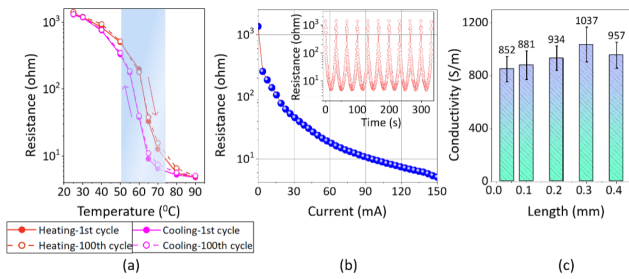 (a)
Resistance (ohm)
10³
10²
10¹
20 30 40 50 60 70 80 90
Temperature (⁰C)
Heating-1st cycle
Cooling-1st cycle
Heating-100th cycle
Cooling-100th cycle
(a)
(b)
Resistance (ohm)
10³
10²
10¹
0 30 60 90 120 150
Current (mA)
Resistance (ohm)
10³
10²
10¹
0 100 200 300
Time (s)
(b)
(c)
Conductivity (S/m)
1200
800
400
0
852 881 934 1037 957
0.0 0.1 0.2 0.3 0.4
Length (mm)
(c)